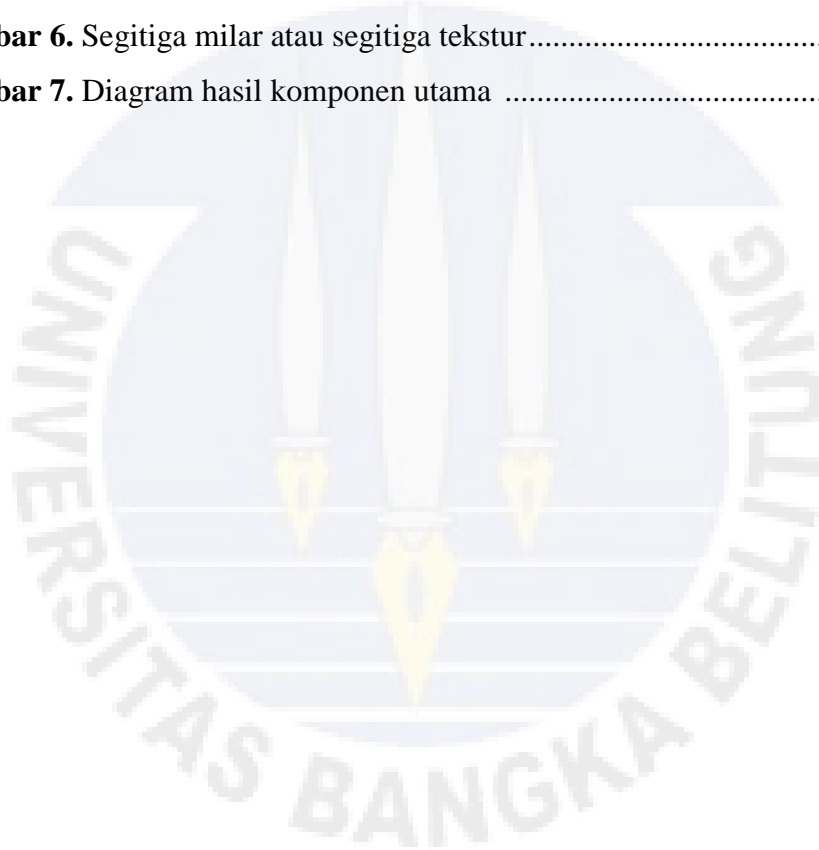 bar 6. Segitiga milar atau segitiga tekstur.....................................
bar 7. Diagram hasil komponen utama ........................................
UNIVERSITAS BANGKA BELITUNG